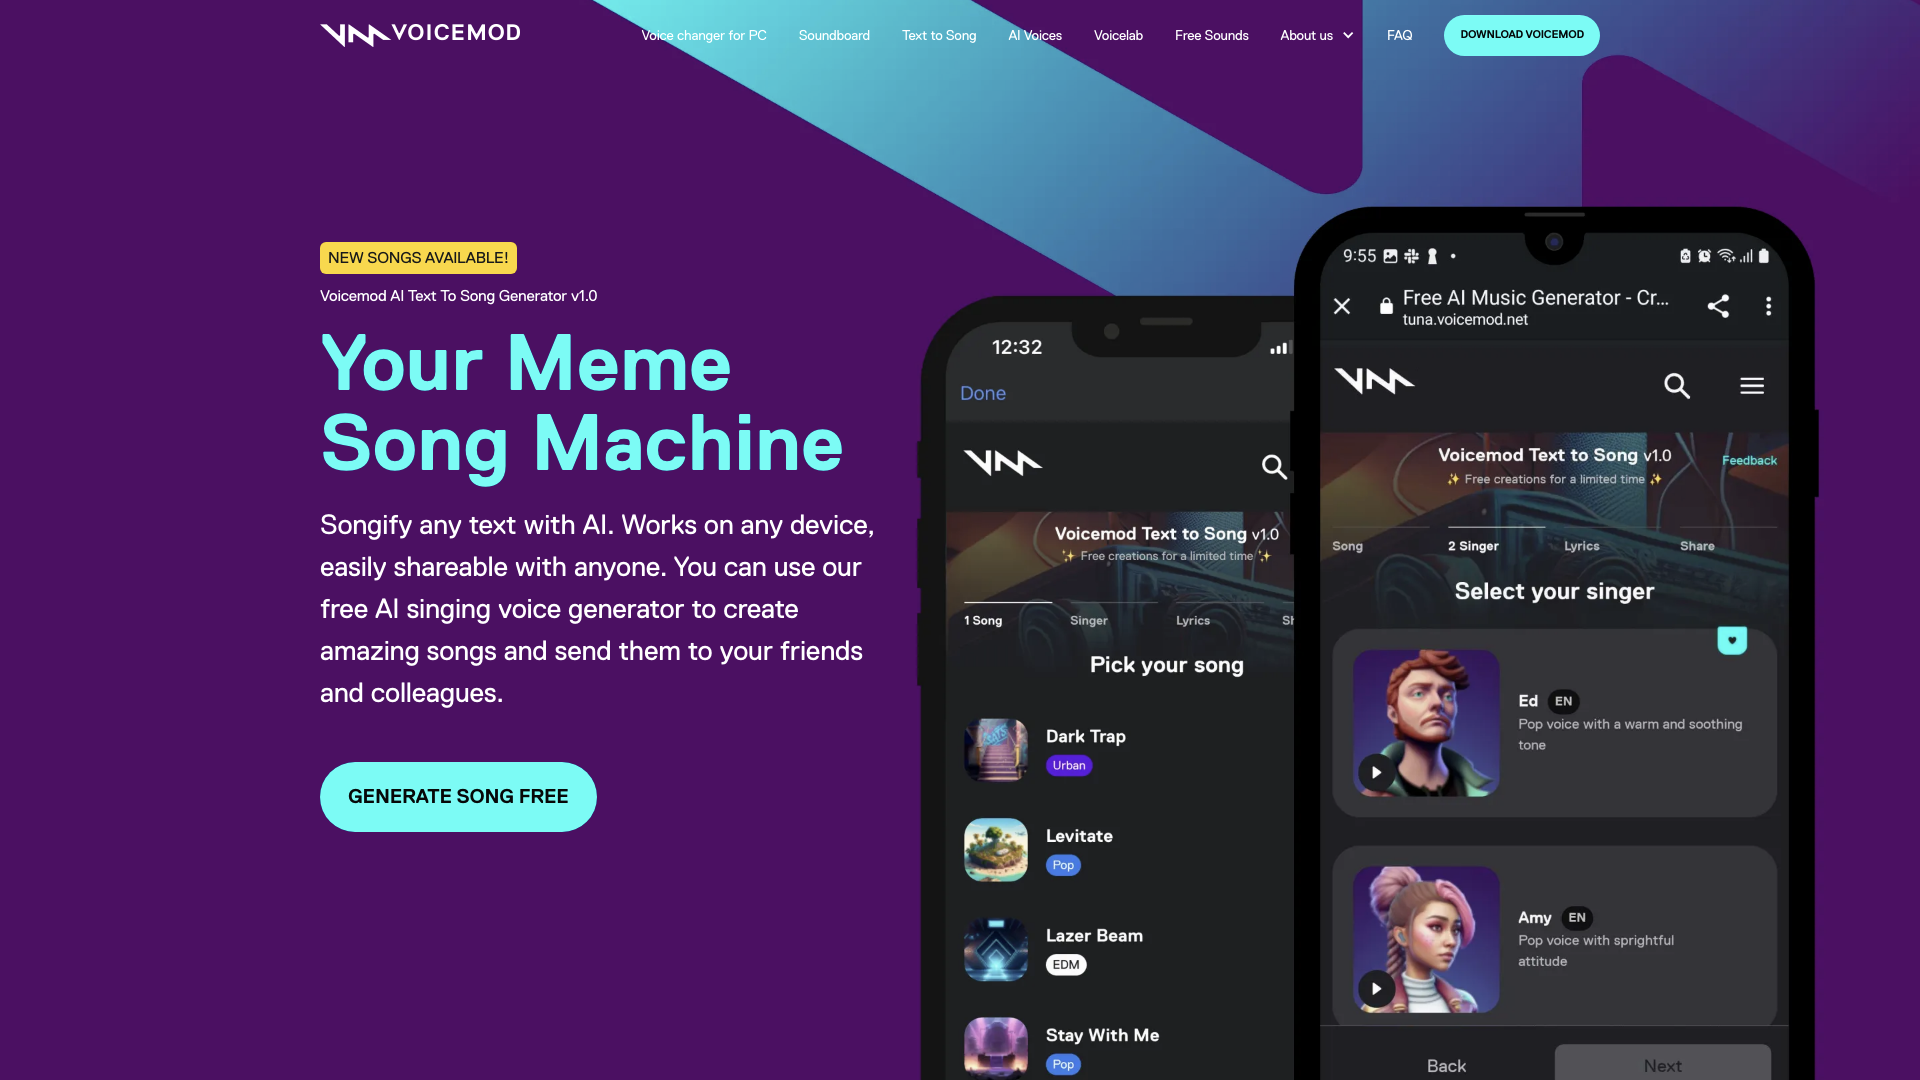 VOICEMOD
Voice changer for PC
Soundboard
Text to Song
AI Voices
Voicelab
Free Sounds
About us
FAQ
DOWNLOAD VOICEMOD
NEW SONGS AVAILABLE!
Voicemod AI Text To Song Generator v1.0
Your Meme
Song Machine
Songify any text with AI. Works on any device,
easily shareable with anyone. You can use our
free AI singing voice generator to create
amazing songs and send them to your friends
and colleagues.
GENERATE SONG FREE
12:32
Done
Voicemod Text to Song v1.0
✨ Free creations for a limited time ✨
1 Song
Singer
Lyrics
Sh
Pick your song
Dark Trap
Urban
Levitate
Pop
Lazer Beam
EDM
Stay With Me
Pop
9:55
Free AI Music Generator - Cr...
tuna.voicemod.net
Voicemod Text to Song v1.0
Feedback
✨ Free creations for a limited time ✨
Song
2 Singer
Lyrics
Share
Select your singer
Ed EN
Pop voice with a warm and soothing
tone
Amy EN
Pop voice with sprightful
attitude
Back
Next